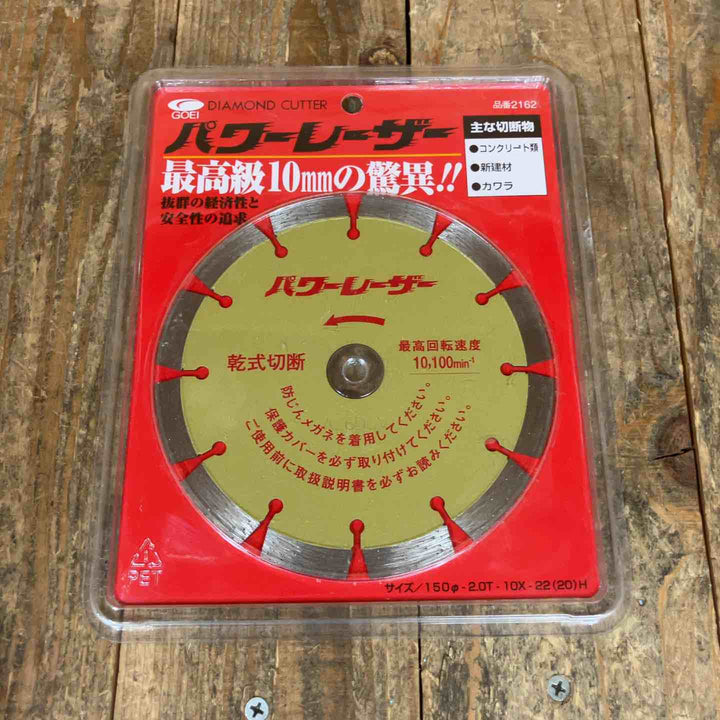 GOEI
DIAMOND CUTTER
品番2162
パワーレーザー
主な切断物
●コンクリート類
●新建材
●カワラ
最高級10mmの驚異!!
抜群の経済性と
安全性の追求
パワーレーザー
乾式切断
最高回転速度
10,100min⁻¹
防じんメガネを着用してください。
保護カバーを必ず取り付けてください。
ご使用前に取扱説明書を必ずお読みください。
PET
サイズ/150φ-2.0T-10X-22(20)H